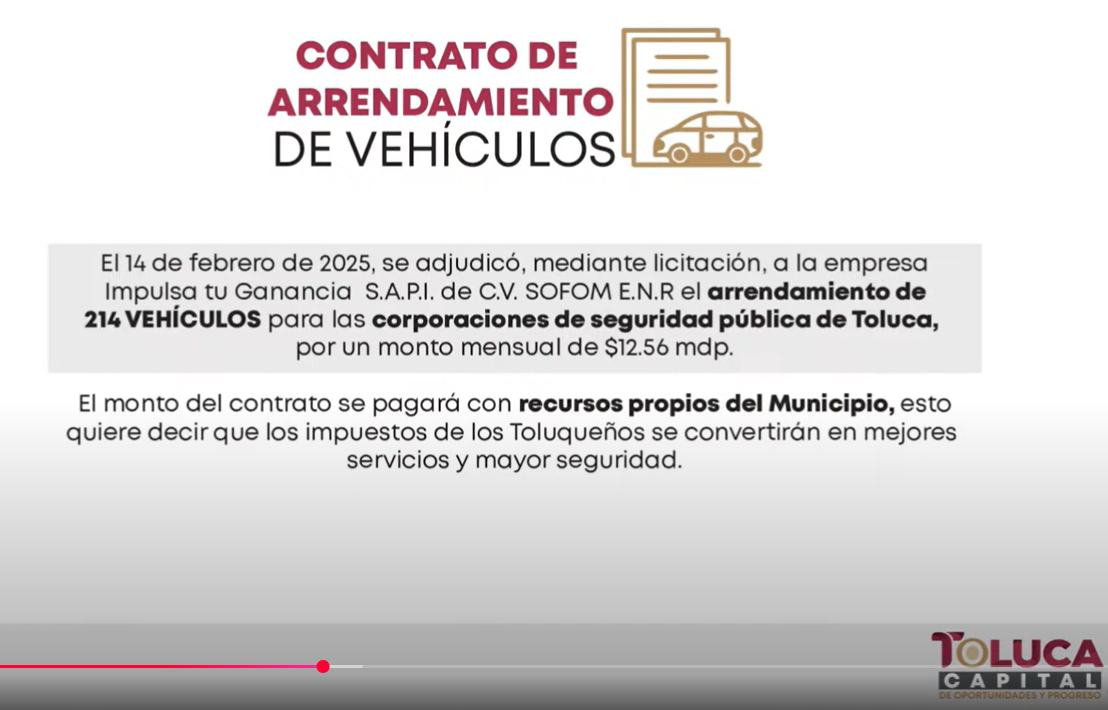 CONTRATO DE
ARRENDAMIENTO
DE VEHÍCULOS
El 14 de febrero de 2025, se adjudicó, mediante licitación, a la empresa
Impulsa tu Ganancia S.A.P.I. de C.V. SOFOM E.N.R el arrendamiento de
214 VEHÍCULOS para las corporaciones de seguridad pública de Toluca,
por un monto mensual de $12.56 mdp.
El monto del contrato se pagará con recursos propios del Municipio, esto
quiere decir que los impuestos de los Toluqueños se convertirán en mejores
servicios y mayor seguridad.
TOLUCA
CAPITAL
DE OPORTUNIDADES Y PROGRESO